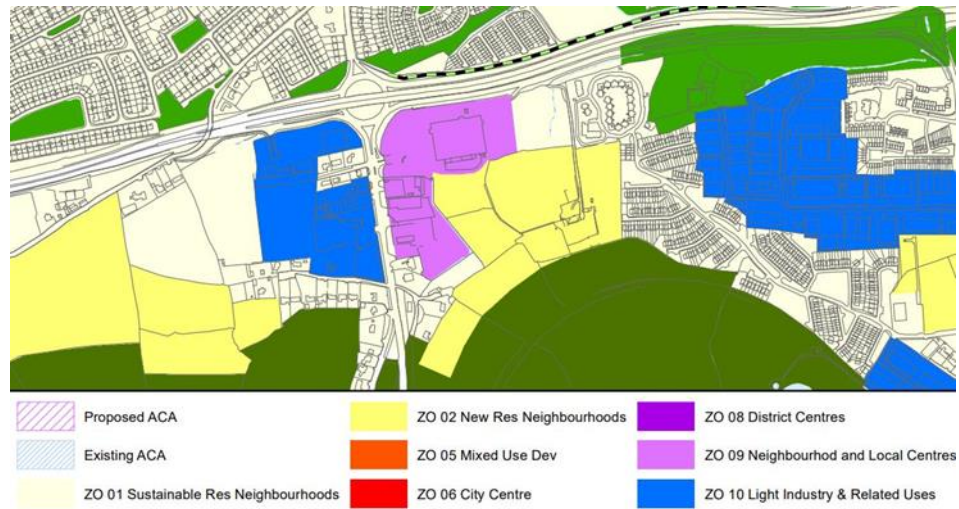 Proposed ACA
Existing ACA
ZO 01 Sustainable Res Neighbourhoods
ZO 02 New Res Neighbourhoods
ZO 05 Mixed Use Dev
ZO 06 City Centre
ZO 08 District Centres
ZO 09 Neighbourhod and Local Centres
ZO 10 Light Industry & Related Uses